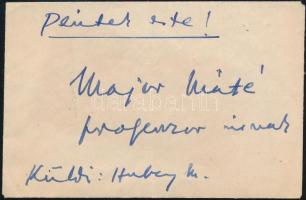 Péntek este!
Major Máté
professzor úrnak
Küldi: Hubay M.